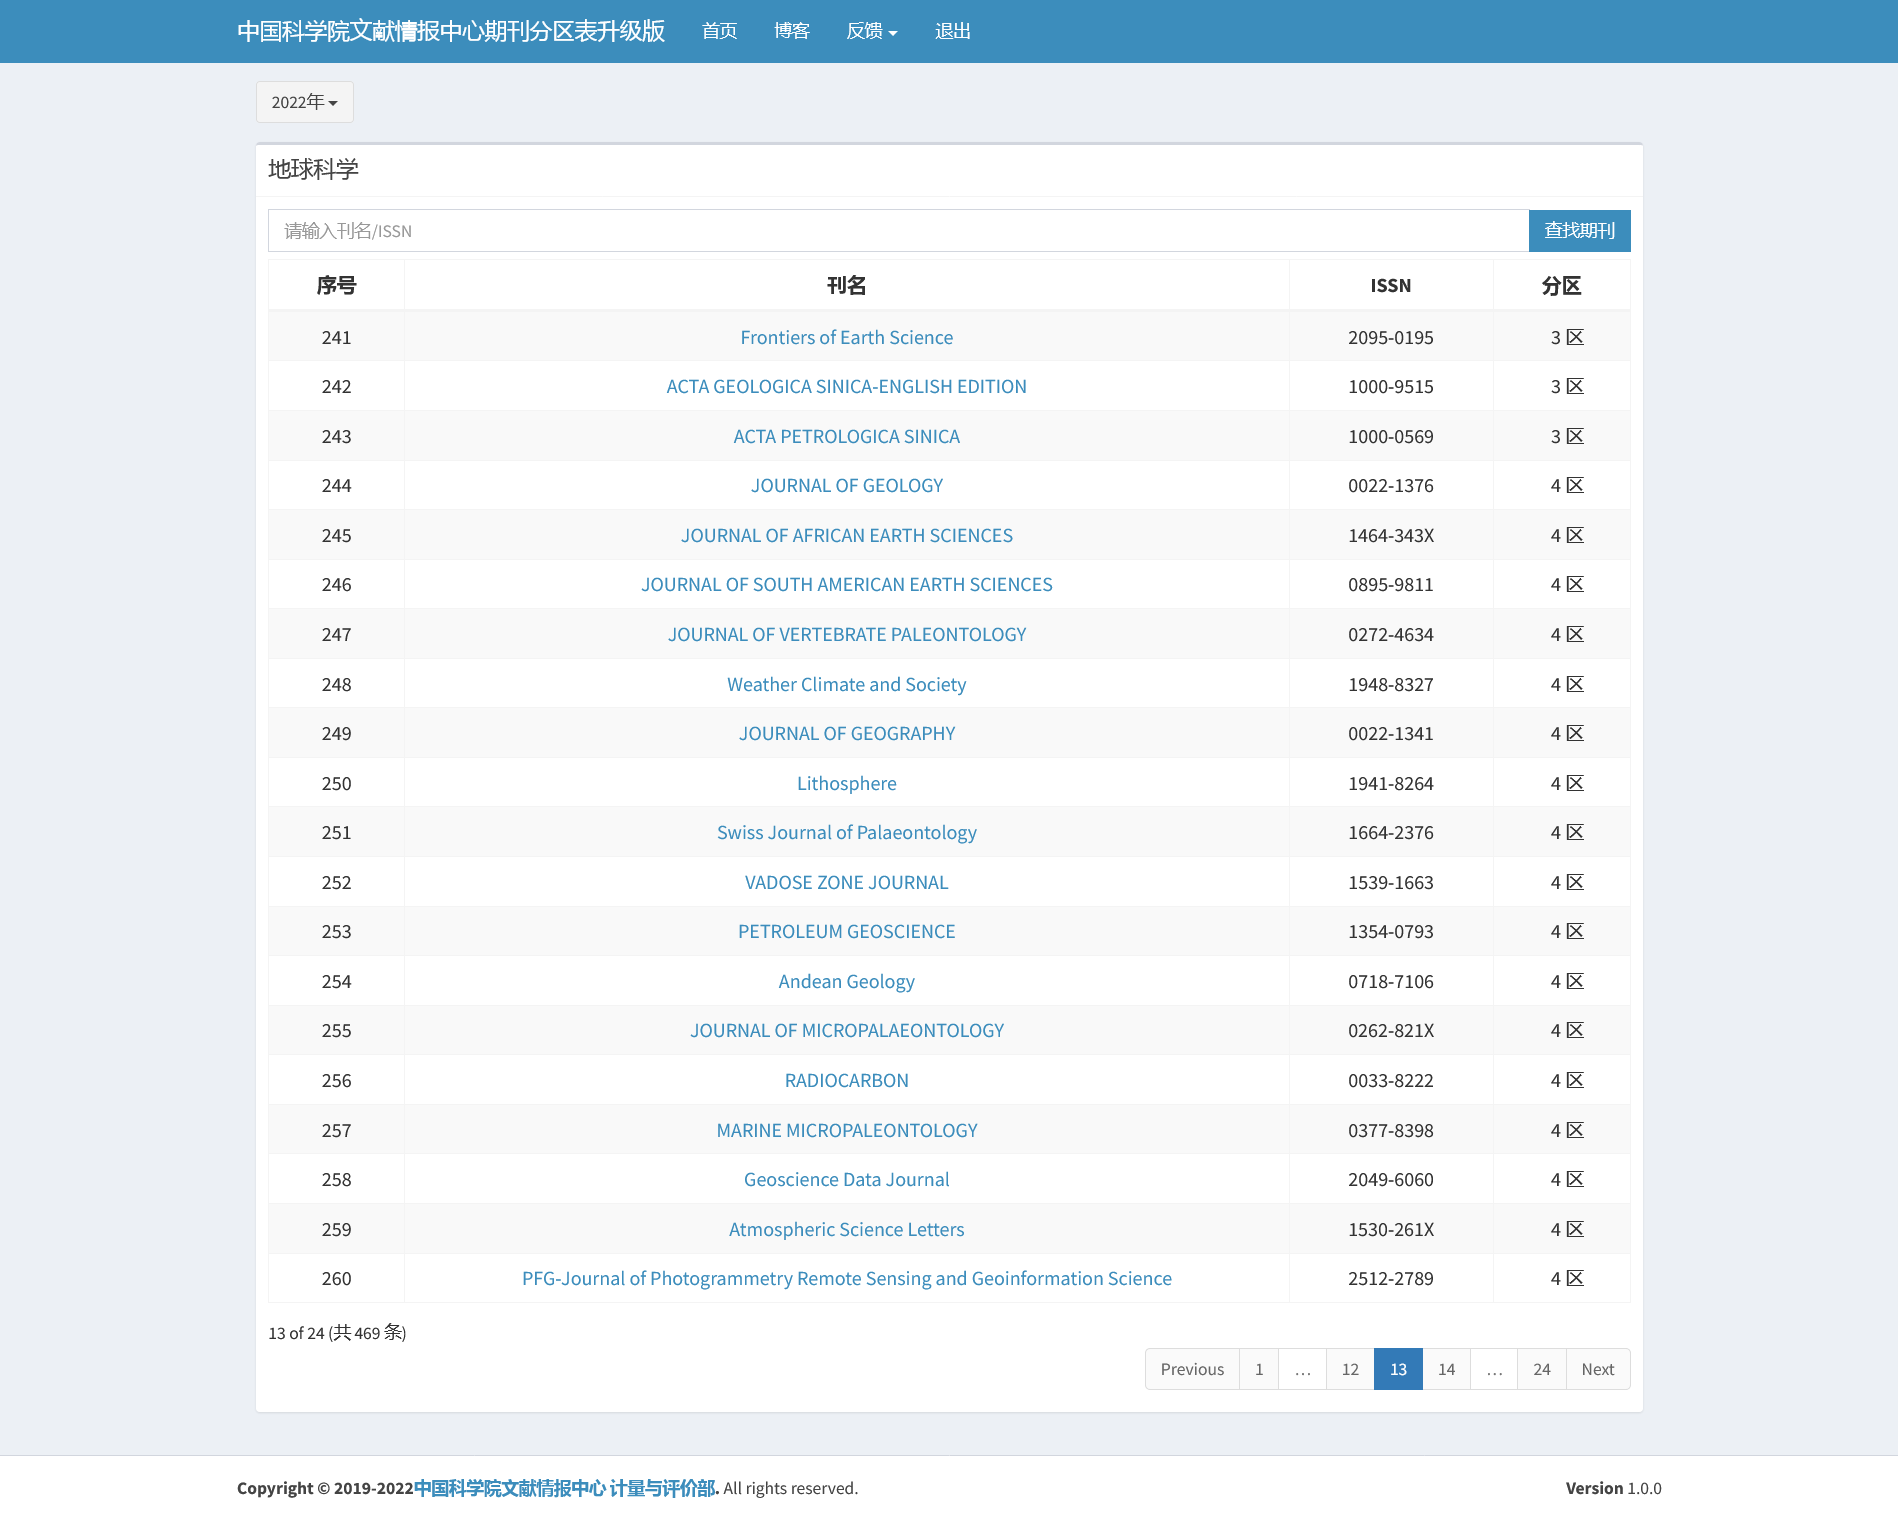 中国科学院文献情报中心期刊分区表升级版 首页 博客 反馈 退出
2022年
地球科学
请输入刊名/ISSN 查找期刊
序号 刊名 ISSN 分区
241 Frontiers of Earth Science 2095-0195 3 区
242 ACTA GEOLOGICA SINICA-ENGLISH EDITION 1000-9515 3 区
243 ACTA PETROLOGICA SINICA 1000-0569 3 区
244 JOURNAL OF GEOLOGY 0022-1376 4 区
245 JOURNAL OF AFRICAN EARTH SCIENCES 1464-343X 4 区
246 JOURNAL OF SOUTH AMERICAN EARTH SCIENCES 0895-9811 4 区
247 JOURNAL OF VERTEBRATE PALEONTOLOGY 0272-4634 4 区
248 Weather Climate and Society 1948-8327 4 区
249 JOURNAL OF GEOGRAPHY 0022-1341 4 区
250 Lithosphere 1941-8264 4 区
251 Swiss Journal of Palaeontology 1664-2376 4 区
252 VADOSE ZONE JOURNAL 1539-1663 4 区
253 PETROLEUM GEOSCIENCE 1354-0793 4 区
254 Andean Geology 0718-7106 4 区
255 JOURNAL OF MICROPALAEONTOLOGY 0262-821X 4 区
256 RADIOCARBON 0033-8222 4 区
257 MARINE MICROPALEONTOLOGY 0377-8398 4 区
258 Geoscience Data Journal 2049-6060 4 区
259 Atmospheric Science Letters 1530-261X 4 区
260 PFG-Journal of Photogrammetry Remote Sensing and Geoinformation Science 2512-2789 4 区
13 of 24 (共 469 条)
Previous 1 … 12 13 14 … 24 Next
Copyright © 2019-2022中国科学院文献情报中心 计量与评价部. All rights reserved. Version 1.0.0